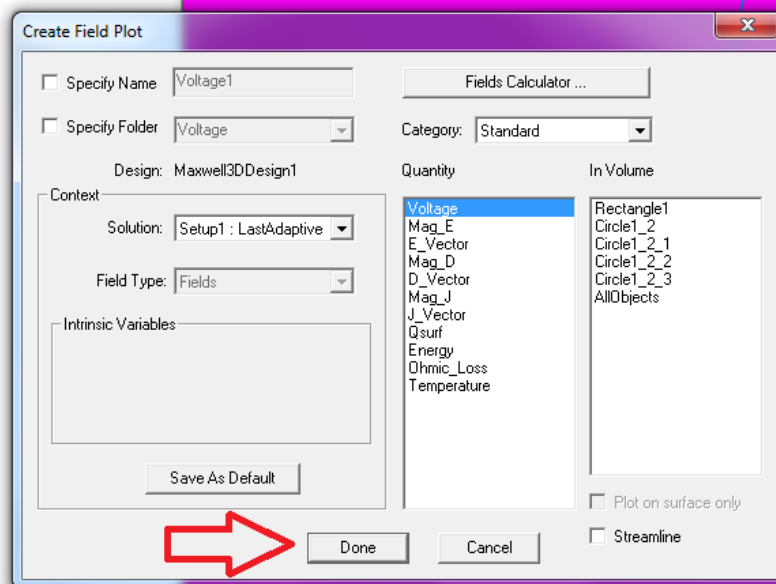 Create Field Plot
X
Specify Name
Voltage1
Fields Calculator ...
Specify Folder
Voltage
Category:
Standard
Design:
Maxwell3DDesign1
Quantity
In Volume
Context
Solution:
Setup1 : LastAdaptive
Field Type:
Fields
Intrinsic Variables
Save As Default
Voltage
Mag_E
E_Vector
Mag_D
D_Vector
Mag_J
J_Vector
Qsurf
Energy
Ohmic_Loss
Temperature
Rectangle1
Circle1_2
Circle1_2_1
Circle1_2_2
Circle1_2_3
AllObjects
Plot on surface only
Streamline
Done
Cancel